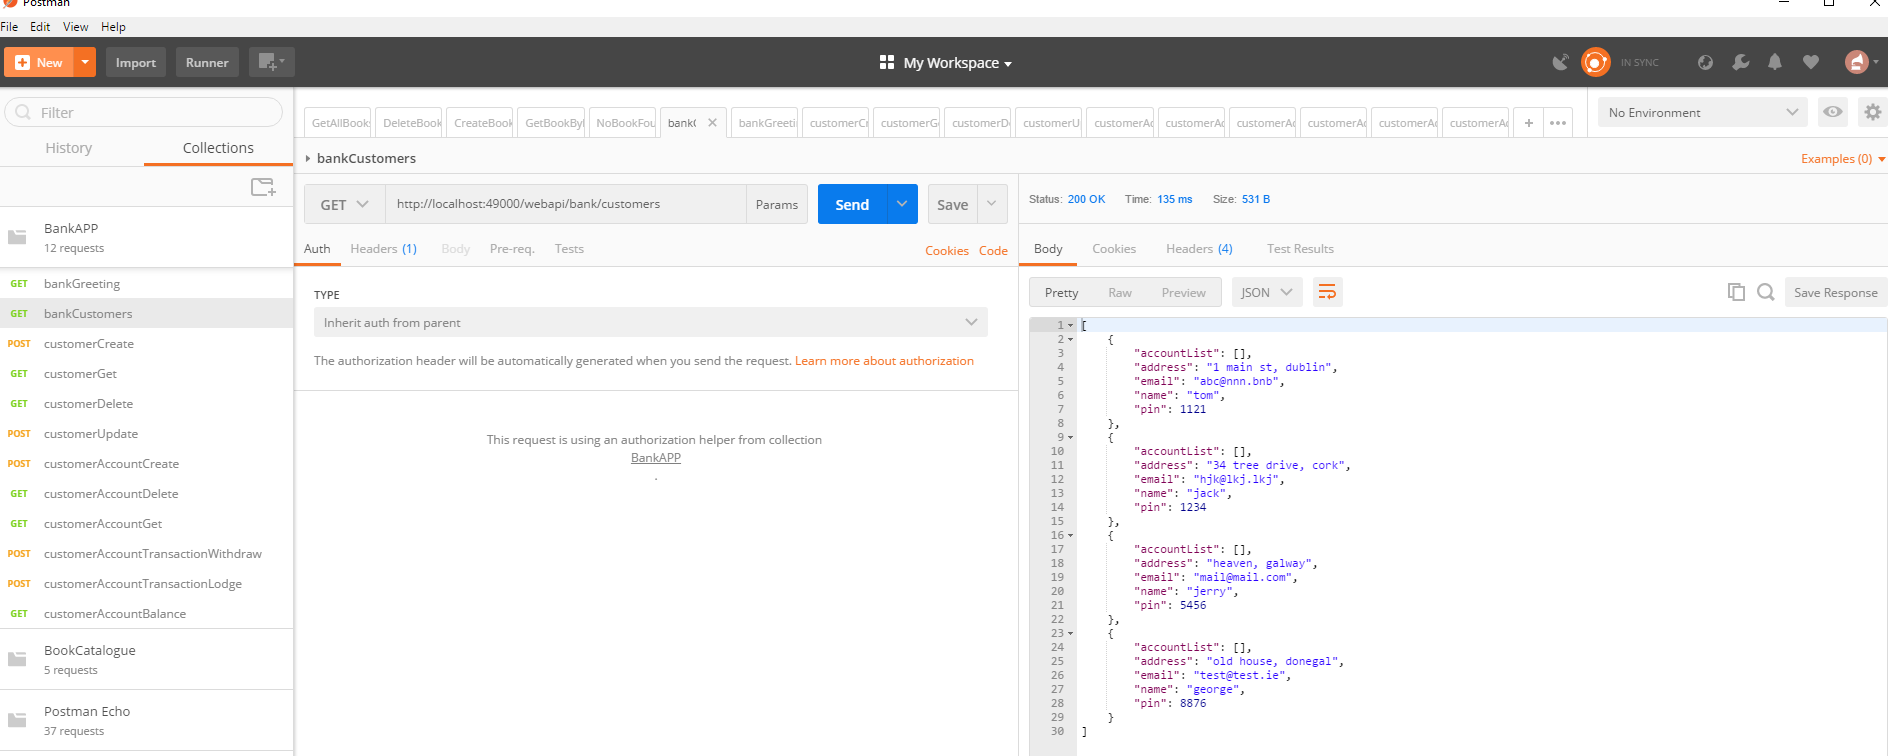 Postman
File Edit View Help
New Import Runner My Workspace IN SYNC
Filter
History Collections
BankAPP
12 requests
GET bankGreeting
GET bankCustomers
POST customerCreate
GET customerGet
GET customerDelete
POST customerUpdate
POST customerAccountCreate
GET customerAccountDelete
GET customerAccountGet
POST customerAccountTransactionWithdraw
POST customerAccountTransactionLodge
GET customerAccountBalance
BookCatalogue
5 requests
Postman Echo
37 requests
GetAllBook DeleteBook CreateBook GetBookByI NoBookFou bankC bankGreeti customerCr customerG customerD customerU customerAc customerAc customerAc customerAc customerAc customerAc + •••
No Environment
bankCustomers
Examples (0)
GET http://localhost:49000/webapi/bank/customers Params Send Save
Auth Headers (1) Body Pre-req. Tests Cookies Code
TYPE
Inherit auth from parent
The authorization header will be automatically generated when you send the request. Learn more about authorization
This request is using an authorization helper from collection
BankAPP
.
Status: 200 OK Time: 135 ms Size: 531 B
Body Cookies Headers (4) Test Results
Pretty Raw Preview JSON Save Response
1 [
2 {
3 "accountList": [],
4 "address": "1 main st, dublin",
5 "email": "abc@nnn.bnb",
6 "name": "tom",
7 "pin": 1121
8 },
9 {
10 "accountList": [],
11 "address": "34 tree drive, cork",
12 "email": "hjk@lkj.lkj",
13 "name": "jack",
14 "pin": 1234
15 },
16 {
17 "accountList": [],
18 "address": "heaven, galway",
19 "email": "mail@mail.com",
20 "name": "jerry",
21 "pin": 5456
22 },
23 {
24 "accountList": [],
25 "address": "old house, donegal",
26 "email": "test@test.ie",
27 "name": "george",
28 "pin": 8876
29 }
30 ]